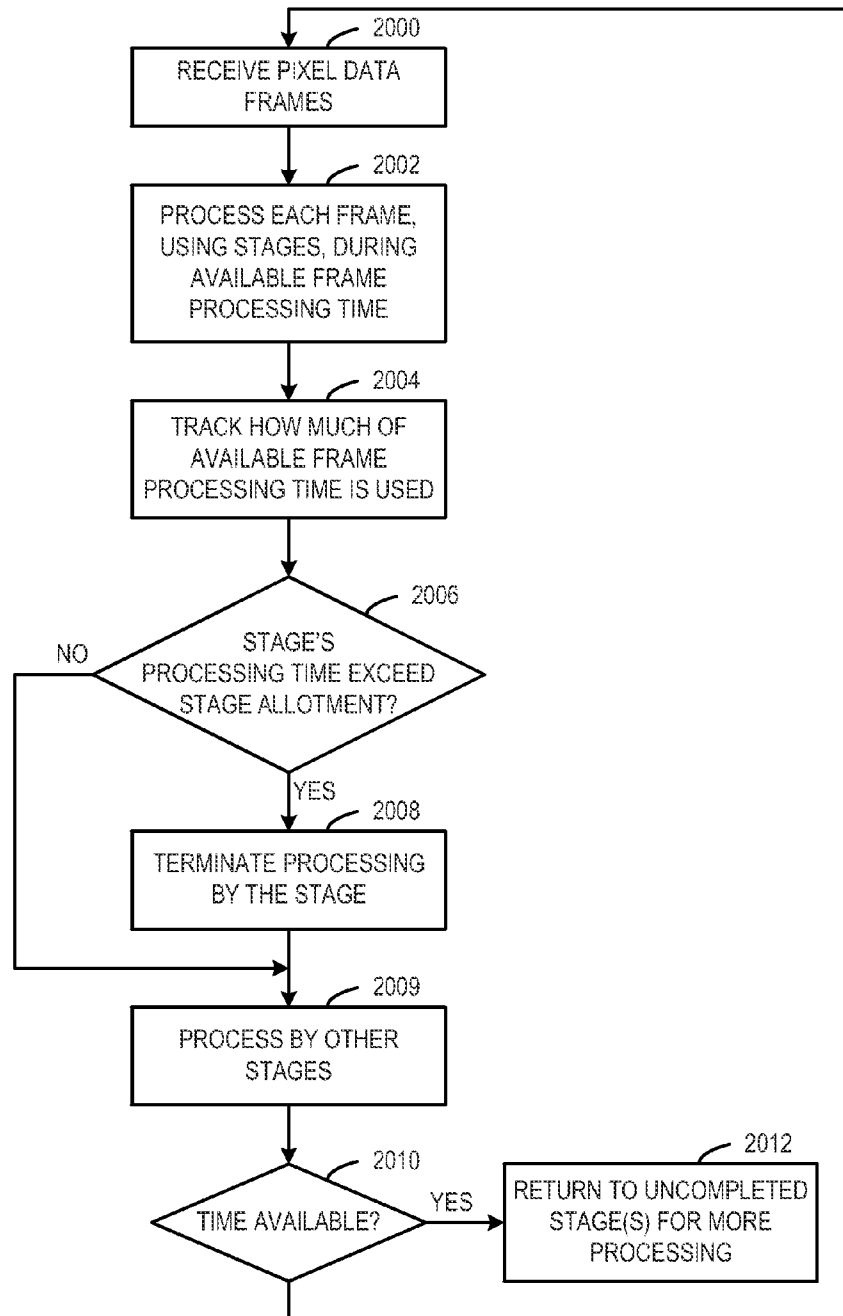 2000
RECEIVE PIXEL DATA
FRAMES
2002
PROCESS EACH FRAME,
USING STAGES, DURING
AVAILABLE FRAME
PROCESSING TIME
2004
TRACK HOW MUCH OF
AVAILABLE FRAME
PROCESSING TIME IS USED
2006
NO
STAGE'S
PROCESSING TIME EXCEED
STAGE ALLOTMENT?
YES
2008
TERMINATE PROCESSING
BY THE STAGE
2009
PROCESS BY OTHER
STAGES
2010
TIME AVAILABLE?
YES
2012
RETURN TO UNCOMPLETED
STAGE(S) FOR MORE
PROCESSING